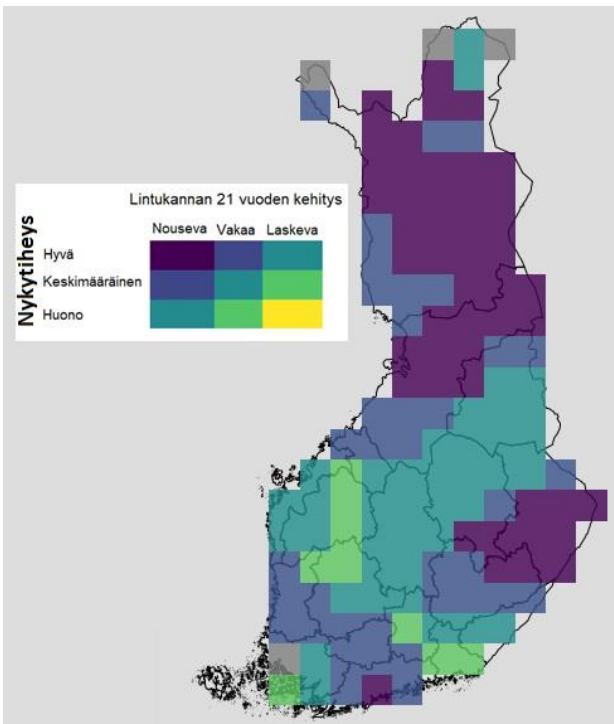 Lintukannan 21 vuoden kehitys
Nouseva Vakaa Laskeva
Nykytiheys
Hyvä
Keskimääräinen
Huono